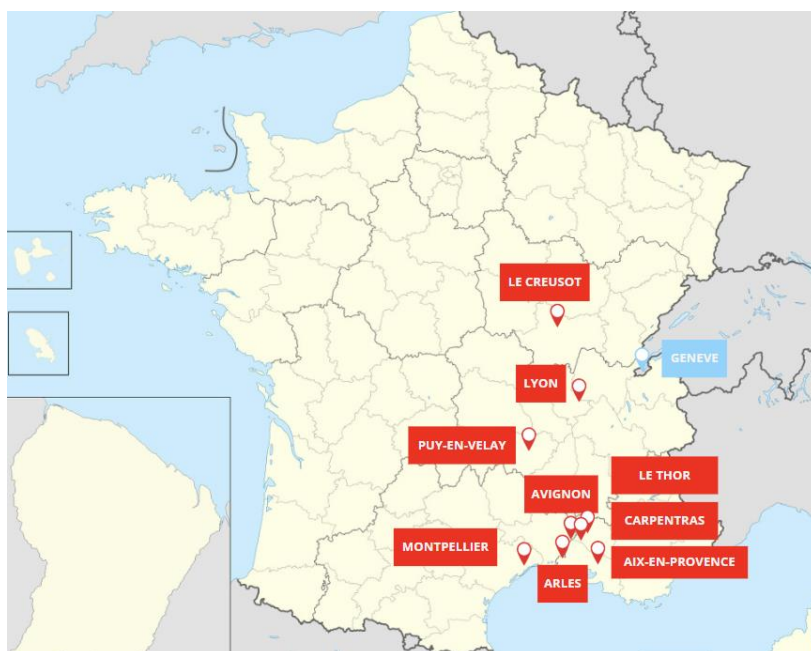 LE CREUSOT
GENEVE
LYON
PUY-EN-VELAY
LE THOR
AVIGNON
CARPENTRAS
MONTPELLIER
AIX-EN-PROVENCE
ARLES